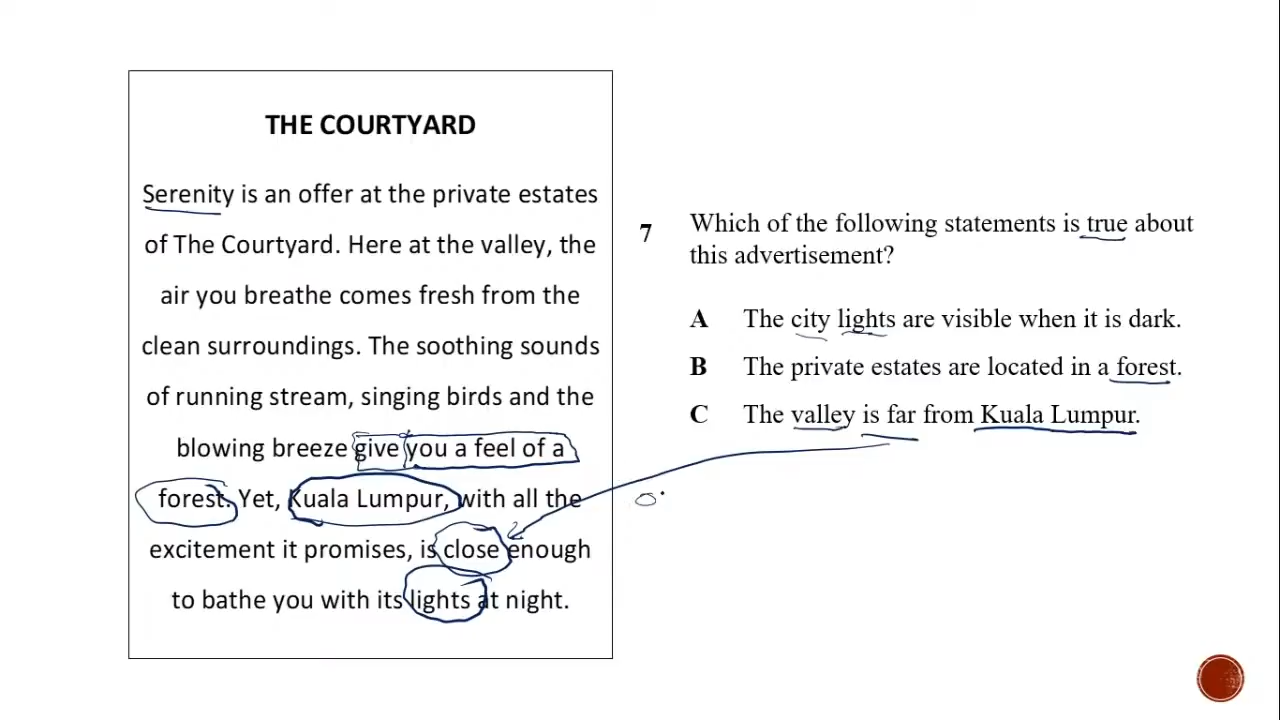 THE COURTYARD
Serenity is an offer at the private estates
of The Courtyard. Here at the valley, the
air you breathe comes fresh from the
clean surroundings. The soothing sounds
of running stream, singing birds and the
blowing breeze give you a feel of a
forest. Yet, Kuala Lumpur, with all the
excitement it promises, is close enough
to bathe you with its lights at night.
7 Which of the following statements is true about
this advertisement?
A The city lights are visible when it is dark.
B The private estates are located in a forest.
C The valley is far from Kuala Lumpur.